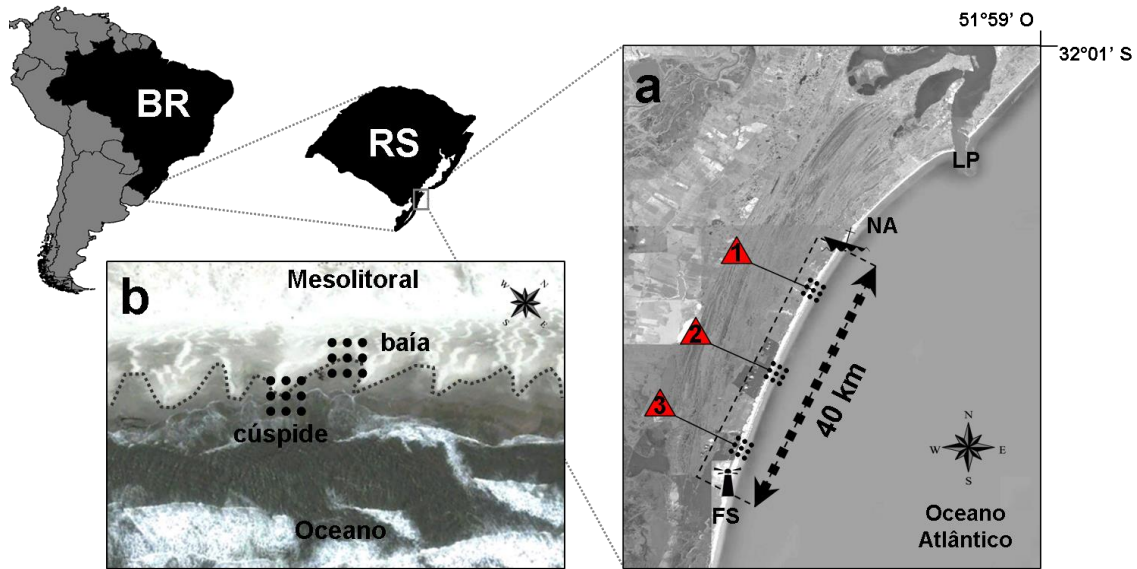 51°59’ O
32°01’ S
BR
RS
a
LP
NA
1
2
3
40 km
FS
N
W E
S
Oceano
Atlântico
b
Mesolitoral
W N
S E
baía
cúspide
Oceano